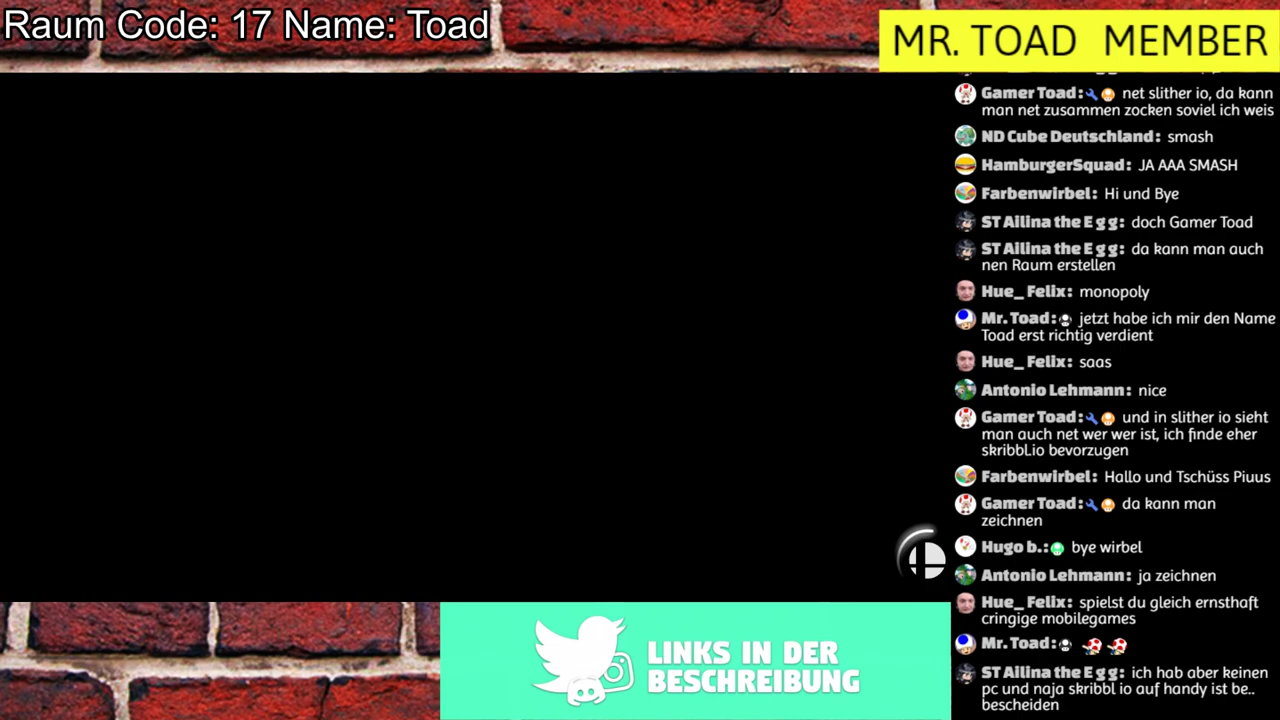 Raum Code: 17 Name: Toad
MR. TOAD MEMBER
Gamer Toad: net slither io, da kann
man net zusammen zocken soviel ich weis
ND Cube Deutschland: smash
HamburgerSquad: JA AAA SMASH
Farbenwirbel: Hi und Bye
ST Ailina the E g g: doch Gamer Toad
ST Ailina the E g g: da kann man auch
nen Raum erstellen
Hue_Felix: monopoly
Mr. Toad: jetzt habe ich mir den Name
Toad erst richtig verdient
Hue_Felix: saas
Antonio Lehmann: nice
Gamer Toad: und in slither io sieht
man auch net wer wer ist, ich finde eher
skribbl.io bevorzugen
Farbenwirbel: Hallo und Tschüss Piuus
Gamer Toad: da kann man
zeichnen
Hugo b.: bye wirbel
Antonio Lehmann: ja zeichnen
Hue_Felix: spielst du gleich ernsthaft
cringige mobilegames
Mr. Toad:
ST Ailina the E g g: ich hab aber keinen
pc und naja skribbl io auf handy ist be..
bescheiden
LINKS IN DER
BESCHREIBUNG